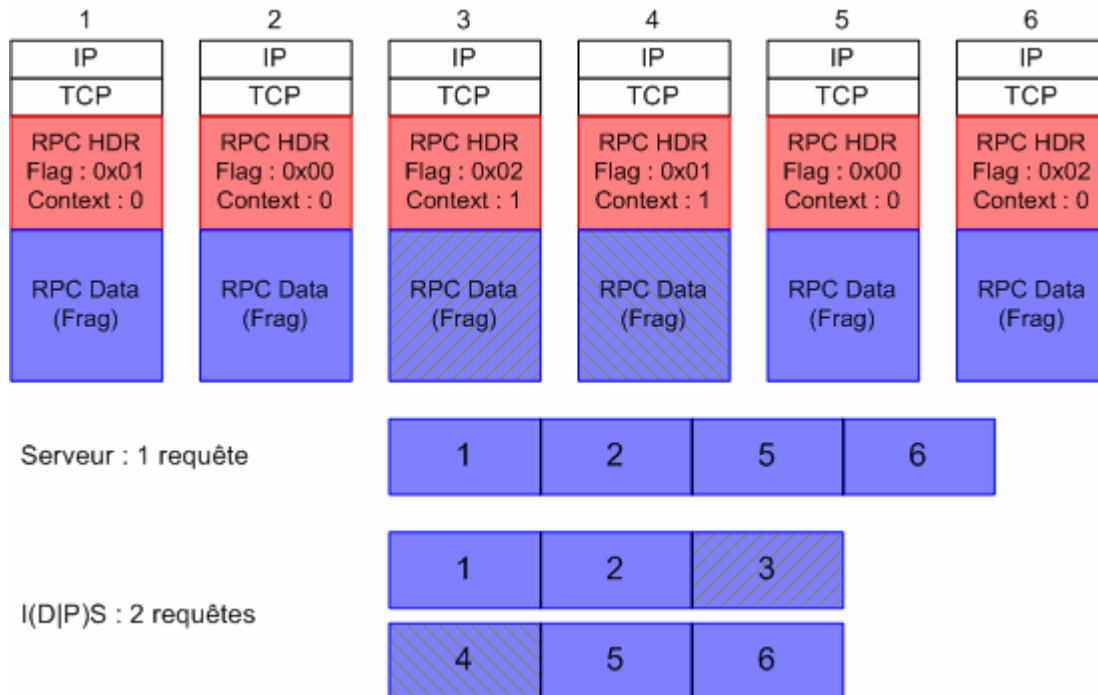 1 2 3 4 5 6
IP IP IP IP IP IP
TCP TCP TCP TCP TCP TCP
RPC HDR RPC HDR RPC HDR RPC HDR RPC HDR RPC HDR
Flag : 0x01 Flag : 0x00 Flag : 0x02 Flag : 0x01 Flag : 0x00 Flag : 0x02
Context : 0 Context : 0 Context : 1 Context : 1 Context : 0 Context : 0
RPC Data RPC Data RPC Data RPC Data RPC Data RPC Data
(Frag) (Frag) (Frag) (Frag) (Frag) (Frag)
Serveur : 1 requête 1 2 5 6
1 2 3
I(D|P)S : 2 requêtes
4 5 6